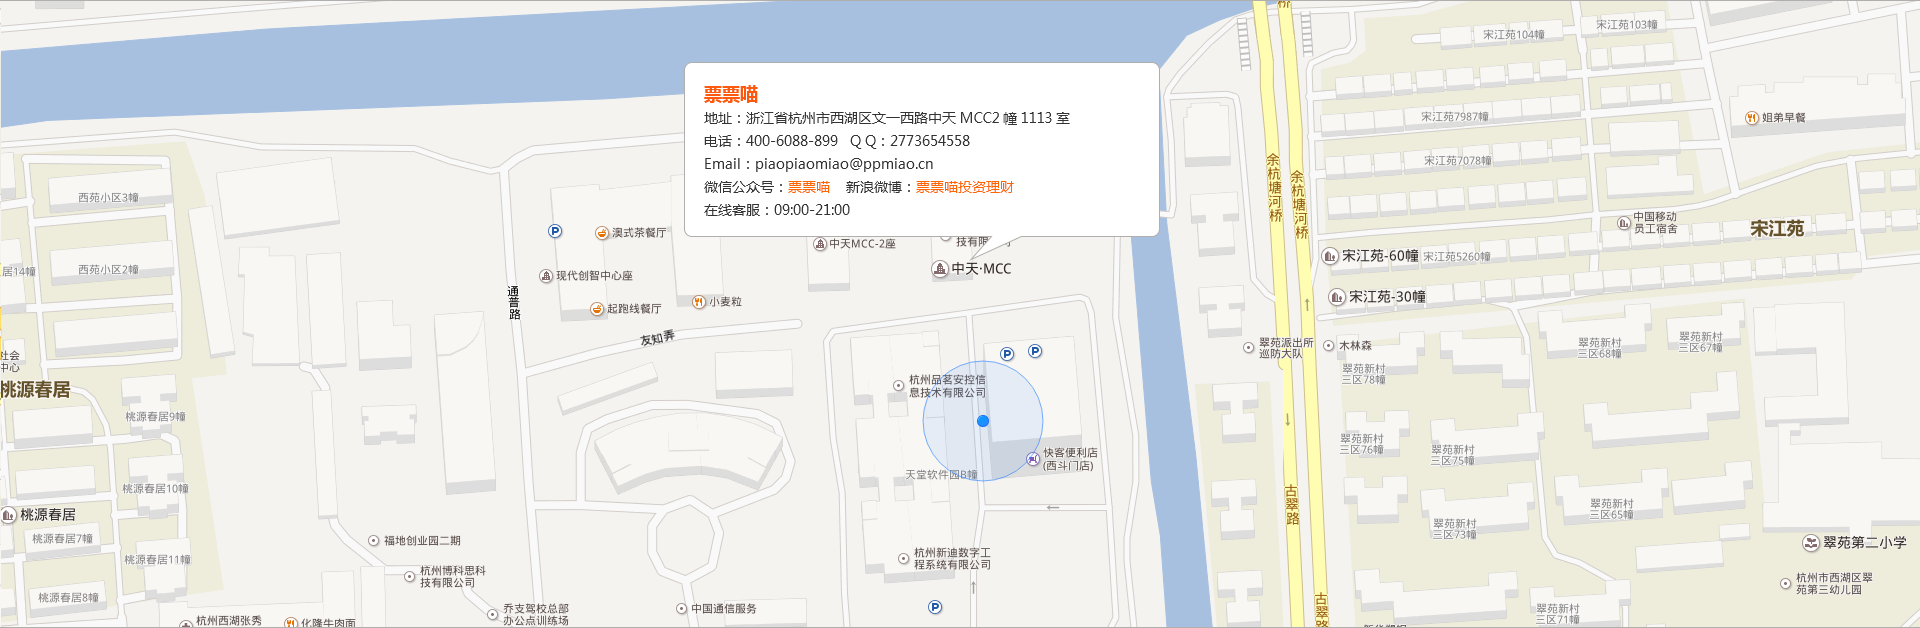 票票喵
地址：浙江省杭州市西湖区文一西路中天 MCC2 幢 1113 室
电话：400-6088-899 Q Q：2773654558
Email：piaopiaomiao@ppmiao.cn
微信公众号：票票喵 新浪微博：票票喵投资理财
在线客服：09:00-21:00
宋江苑103幢
宋江苑104幢
宋江苑7987幢
姐弟早餐
宋江苑7078幢
余杭塘河桥
余杭塘河桥
中国移动
员工宿舍
宋江苑
西苑小区3幢
P
澳式茶餐厅
中天MCC-2座
技有限公司
宋江苑-60幢
宋江苑5260幢
居14幢
西苑小区2幢
现代创智中心座
中天·MCC
通普路
起跑线餐厅
小麦粒
宋江苑-30幢
友知弄
社会
中心
P
P
翠苑派出所
巡防大队
木林森
翠苑新村
三区68幢
翠苑新村
三区67幢
桃源春居
杭州品茗安控信
息技术有限公司
翠苑新村
三区78幢
桃源春居9幢
翠苑新村
三区76幢
翠苑新村
三区75幢
快客便利店
(西斗门店)
天堂软件园B幢
桃源春居10幢
古翠路
翠苑新村
三区65幢
桃源春居
翠苑新村
三区73幢
桃源春居7幢
福地创业园二期
翠苑第二小学
桃源春居11幢
杭州新迪数字工
程系统有限公司
杭州博科思科
技有限公司
杭州市西湖区翠
苑第三幼儿园
桃源春居8幢
P
中国通信服务
乔支驾校总部
办公点训练场
古翠路
翠苑新村
三区71幢
杭州西湖张秀
化隆牛肉面